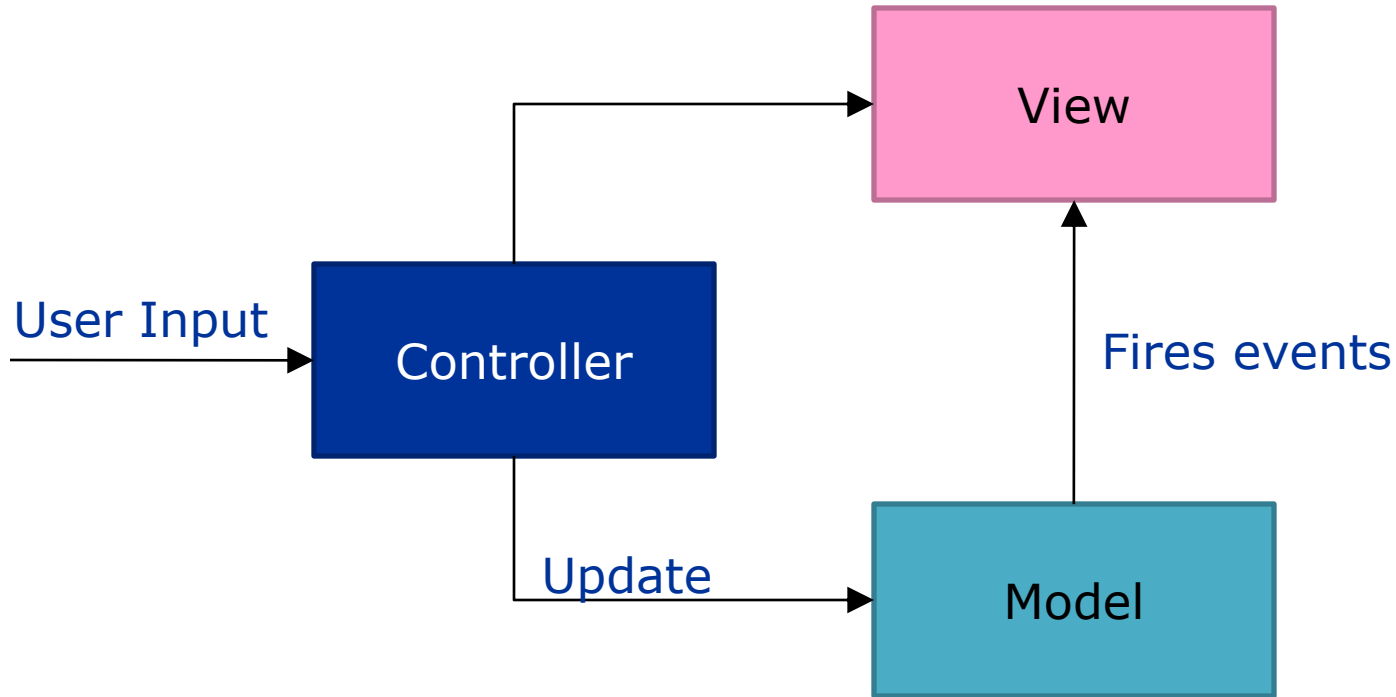 View
User Input
Controller
Fires events
Update
Model